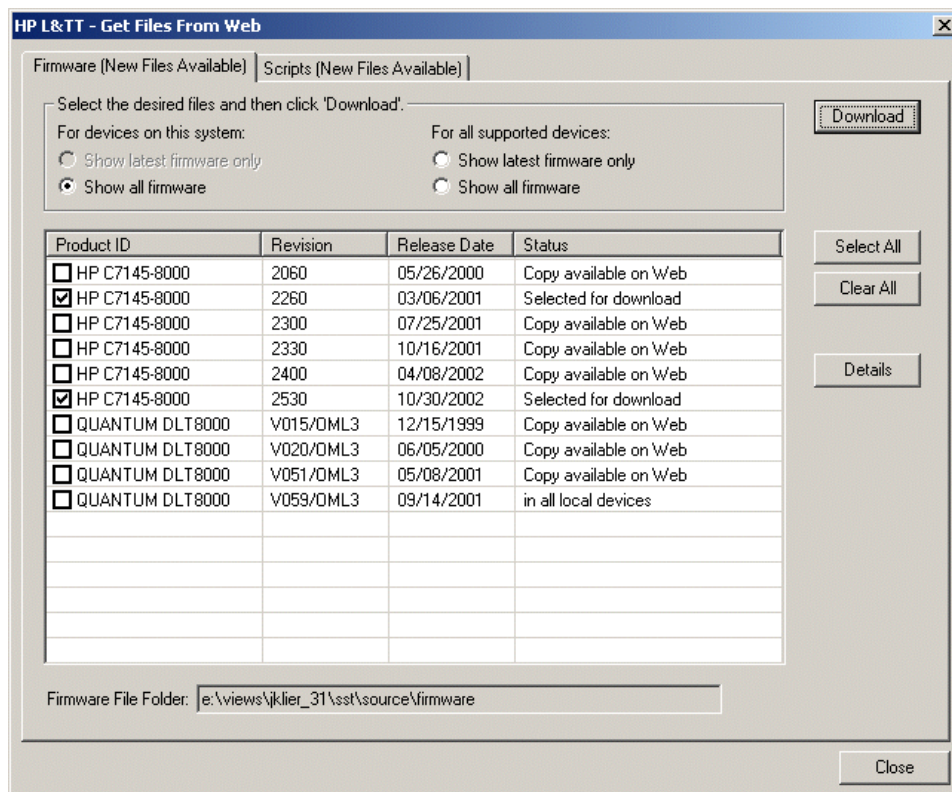 HP L&TT - Get Files From Web
Firmware (New Files Available) Scripts (New Files Available)
Select the desired files and then click 'Download'.
For devices on this system: For all supported devices:
Show latest firmware only Show latest firmware only
Show all firmware Show all firmware
Download
Product ID Revision Release Date Status
HP C7145-8000 2060 05/26/2000 Copy available on Web
HP C7145-8000 2260 03/06/2001 Selected for download
HP C7145-8000 2300 07/25/2001 Copy available on Web
HP C7145-8000 2330 10/16/2001 Copy available on Web
HP C7145-8000 2400 04/08/2002 Copy available on Web
HP C7145-8000 2530 10/30/2002 Selected for download
QUANTUM DLT8000 V015/OML3 12/15/1999 Copy available on Web
QUANTUM DLT8000 V020/OML3 06/05/2000 Copy available on Web
QUANTUM DLT8000 V051/OML3 05/08/2001 Copy available on Web
QUANTUM DLT8000 V059/OML3 09/14/2001 in all local devices
Select All
Clear All
Details
Firmware File Folder: e:\views\jklier_31\sst\source\firmware
Close